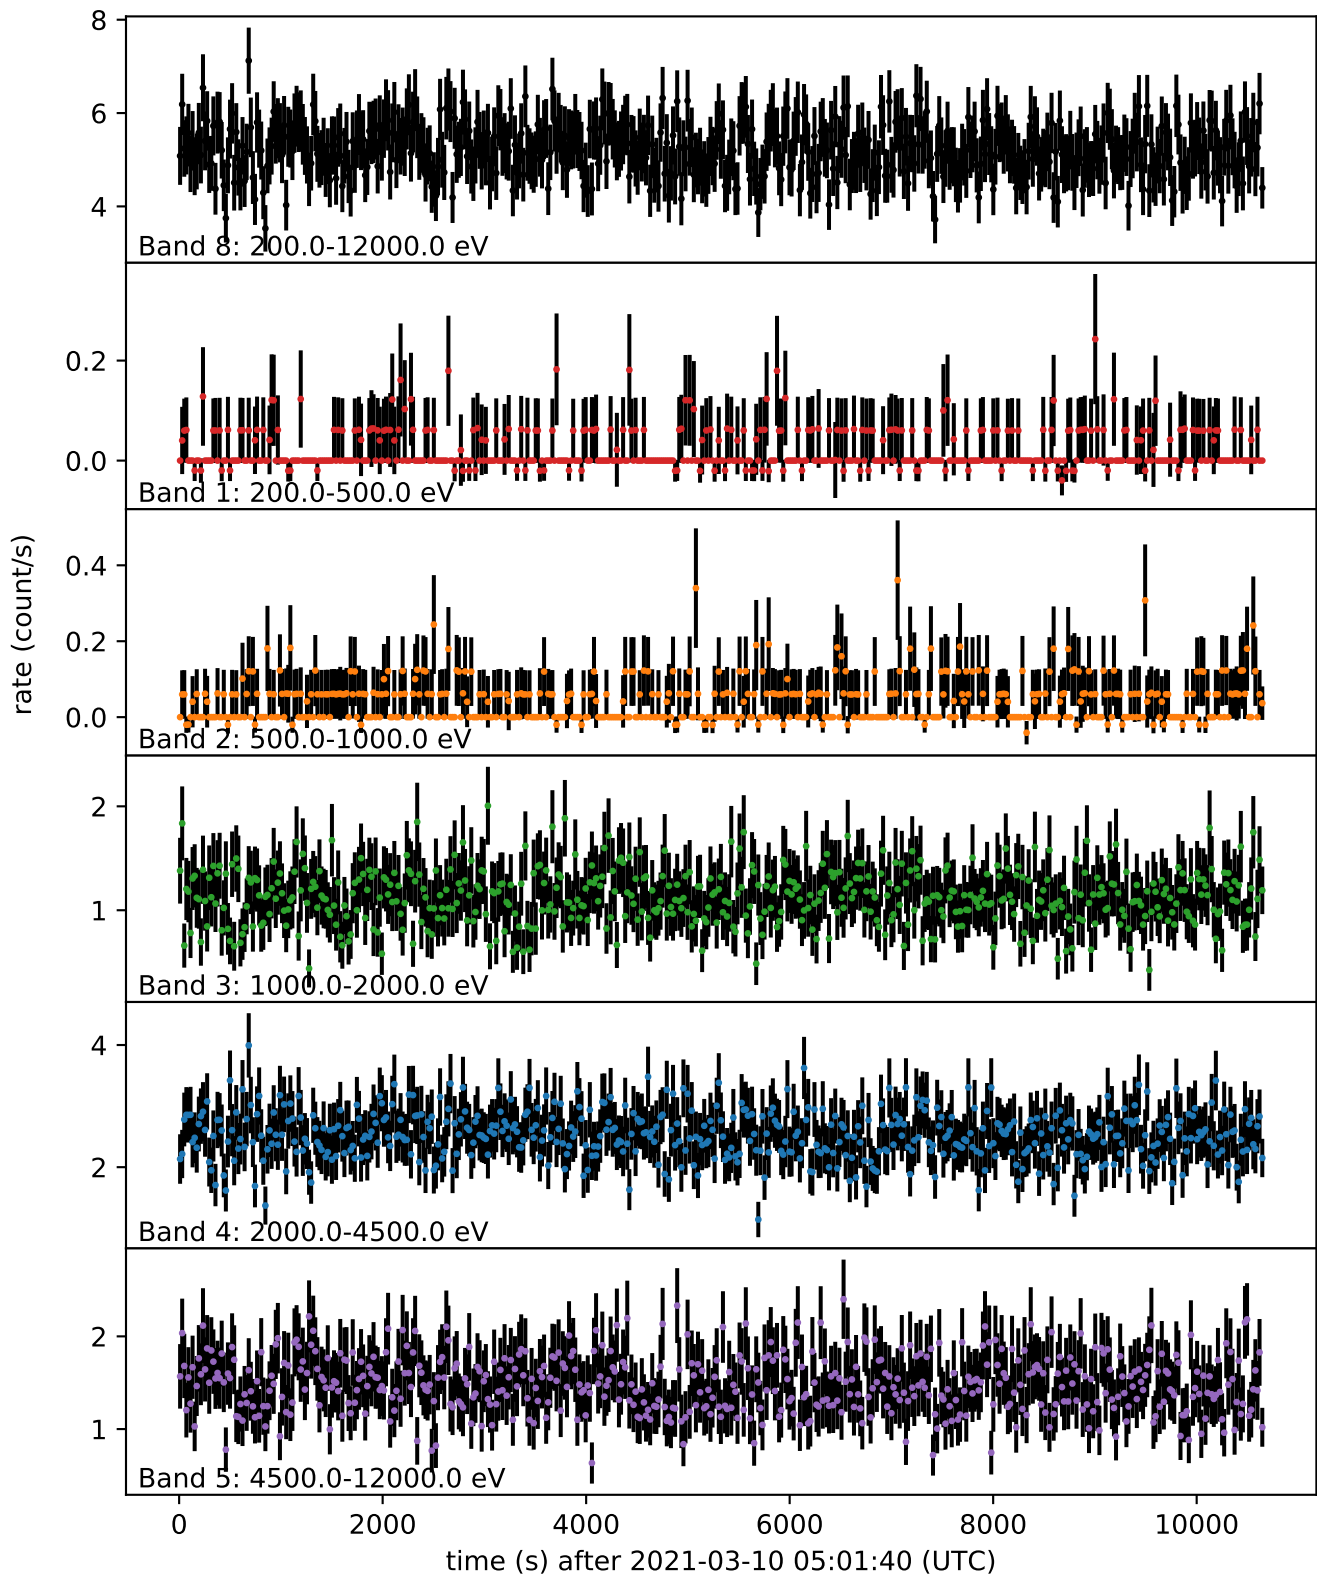 8
6
4
Band 8: 200.0-12000.0 eV
0.2
0.0
Band 1: 200.0-500.0 eV
0.4
0.2
0.0
Band 2: 500.0-1000.0 eV
rate (count/s)
2
1
Band 3: 1000.0-2000.0 eV
4
2
Band 4: 2000.0-4500.0 eV
2
1
Band 5: 4500.0-12000.0 eV
0 2000 4000 6000 8000 10000
time (s) after 2021-03-10 05:01:40 (UTC)